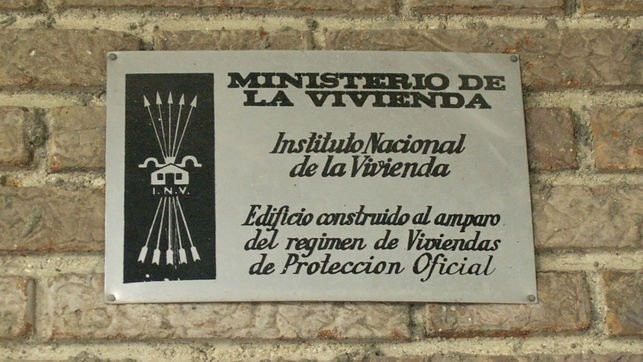 MINISTERIO DE
LA VIVIENDA
Instituto Nacional
de la Vivienda
I.N.V.
Edificio construido al amparo
del regimen de Viviendas
de Proteccion Oficial